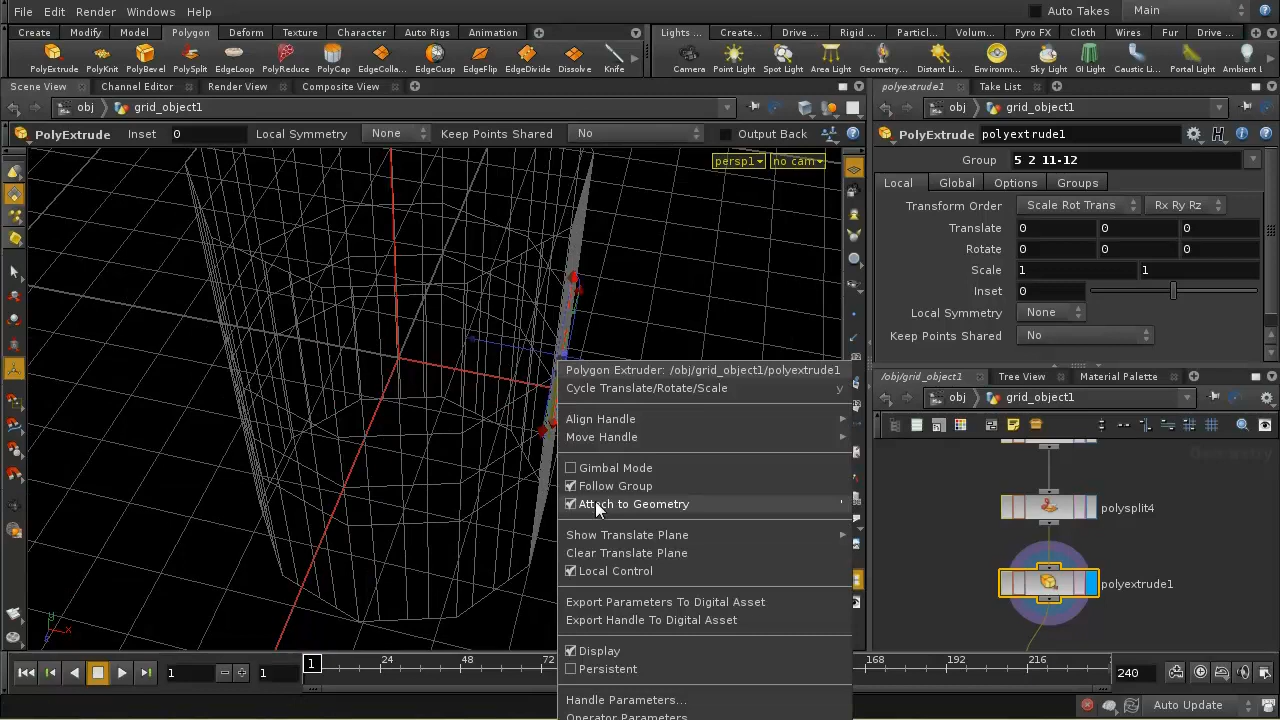 File Edit Render Windows Help Auto Takes Main
Create Modify Model Polygon Deform Texture Character Auto Rigs Animation Lights ... Create... Drive ... Rigid ... Particl... Volum... Pyro FX Cloth Wires Fur Drive ...
PolyExtrude PolyKnit PolyBevel PolySplit EdgeLoop PolyReduce PolyCap EdgeColla... EdgeCusp EdgeFlip EdgeDivide Dissolve Knife Camera Point Light Spot Light Area Light Geometry... Distant Li... Environm... Sky Light GI Light Caustic Li... Portal Light Ambient L
Scene View Channel Editor Render View Composite View polyextrude1 Take List
obj grid_object1 obj grid_object1
PolyExtrude Inset 0 Local Symmetry None Keep Points Shared No Output Back PolyExtrude polyextrude1
persp1 no cam
Group 5 2 11-12
Local Global Options Groups
Transform Order Scale Rot Trans Rx Ry Rz
Translate 0 0 0
Rotate 0 0 0
Scale 1 1
Inset 0
Local Symmetry None
Keep Points Shared No
Polygon Extruder: /obj/grid_object1/polyextrude1
Cycle Translate/Rotate/Scale y
Align Handle
Move Handle
Gimbal Mode
Follow Group
Attach to Geometry
Show Translate Plane
Clear Translate Plane
Local Control
Export Parameters To Digital Asset
Export Handle To Digital Asset
Display
Persistent
Handle Parameters...
Operator Parameters
/obj/grid_object1 Tree View Material Palette
obj grid_object1
Geometry
polysplit4
polyextrude1
y
x
1 1 1 24 48 72 168 192 216 240
Auto Update